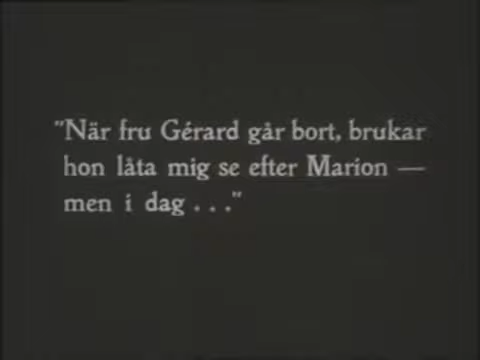 "När fru Gérard går bort, brukar
hon låta mig se efter Marion —
men i dag . . ."